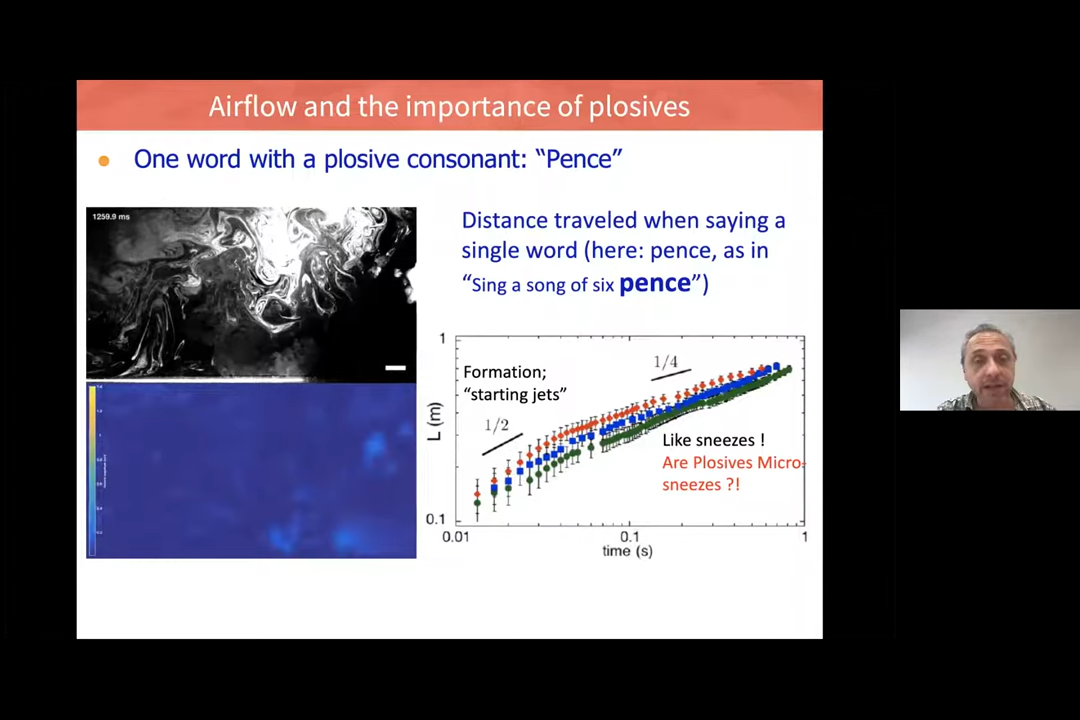 Airflow and the importance of plosives
• One word with a plosive consonant: “Pence”
1259.9 ms
Distance traveled when saying a
single word (here: pence, as in
“Sing a song of six pence”)
1
Formation;
“starting jets”
1/4
1/2
L (m)
Like sneezes !
Are Plosives Micro-
sneezes ?!
0.1
0.01
0.1
1
time (s)